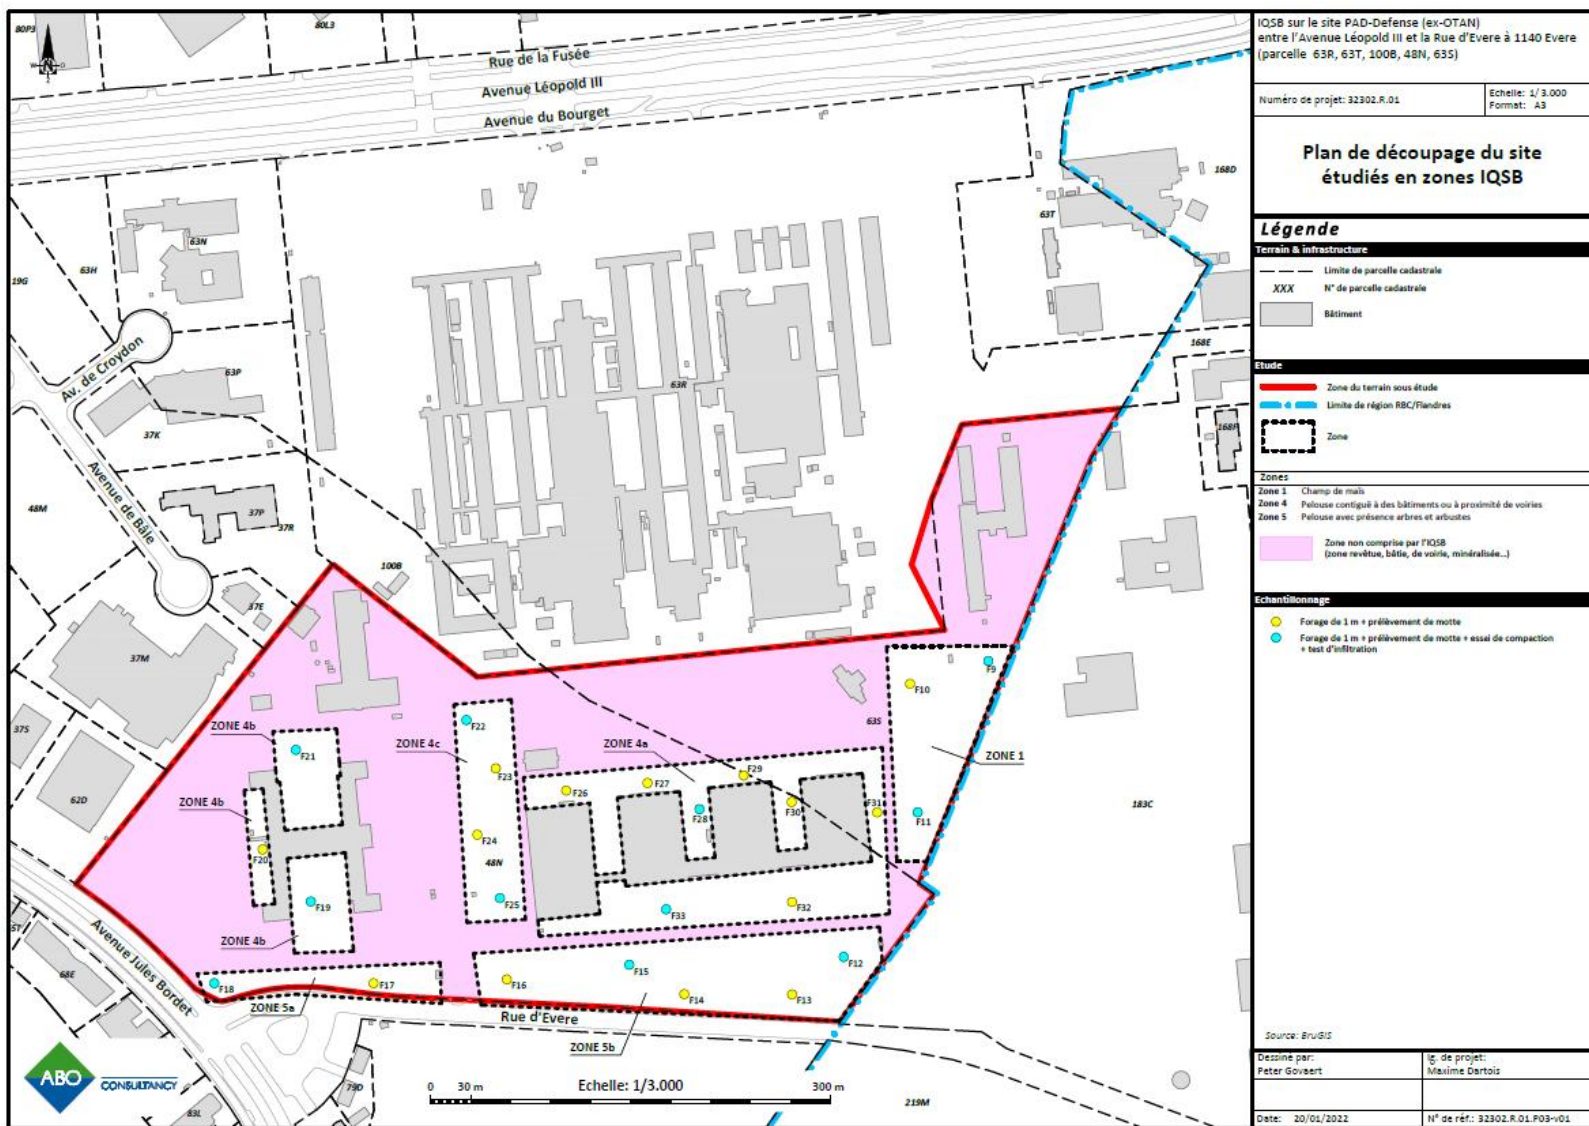 IQSB sur le site PAD-Defense (ex-OTAN)
entre l'Avenue Léopold III et la Rue d'Evere à 1140 Evere
(parcelle 63R, 63T, 100B, 48N, 63S)
Numéro de projet: 32302.R.01
Echelle: 1/3.000
Format: A3
Plan de découpage du site
étudiés en zones IQSB
Légende
Terrain & infrastructure
Limite de parcelle cadastrale
XXX N° de parcelle cadastrale
Bâtiment
Etude
Zone du terrain sous étude
Limite de région RBC/Flandres
Zone
Zones
Zone 1 Champ de maïs
Zone 4 Pelouse contiguë à des bâtiments ou à proximité de voiries
Zone 5 Pelouse avec présence arbres et arbustes
Zone non comprise par l'IQSB
(zone revêtue, bâtie, de voirie, minéralisée...)
Echantillonnage
Forage de 1 m + prélèvement de motte
Forage de 1 m + prélèvement de motte + essai de compaction
+ test d'infiltration
Source: BruGIS
Dessiné par:
Peter Govaert
Ig. de projet:
Maxime Dartois
Date: 20/01/2022
N° de réf.: 32302.R.01.P03-v01
80P3
80L3
N
Rue de la Fusée
Avenue Léopold III
Avenue du Bourget
168D
63T
63N
63H
19G
168E
Av. de Croydon
63P
63R
37K
168F
Avenue de Bâle
48M
37P
37R
100B
37E
37M
F9
F10
63S
37S
ZONE 4b
F22
ZONE 4c
ZONE 4a
F21
ZONE 1
F23
F29
F27
F26
62D
ZONE 4b
F30
F31
F28
F11
183C
F24
F20
48N
F19
F25
F33
F32
ZONE 4b
Avenue Jules Bordet
68E
F12
F15
F18
F17
F16
F14
F13
ZONE 5a
Rue d'Evere
ZONE 5b
79D
83L
219M
ABO
CONSULTANCY
0 30 m
Echelle: 1/3.000
300 m